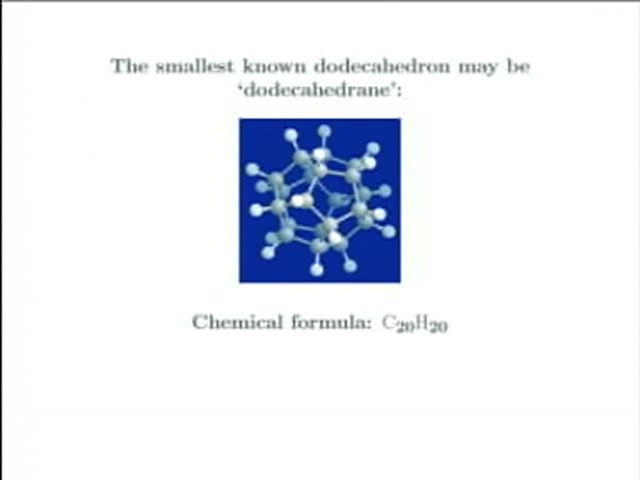 The smallest known dodecahedron may be
‘dodecahedrane’:
Chemical formula: C₂₀H₂₀